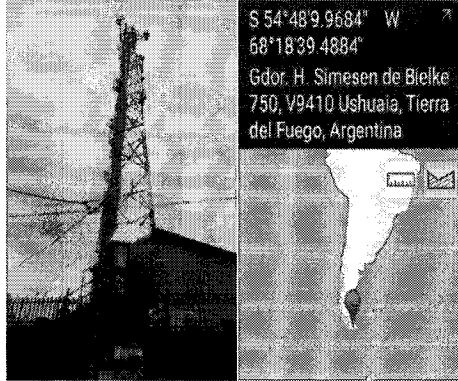 S 54°48'9.9684" W
68°18'39.4884"
Gdor. H. Simesen de Bielke
750, V9410 Ushuaia, Tierra
del Fuego, Argentina